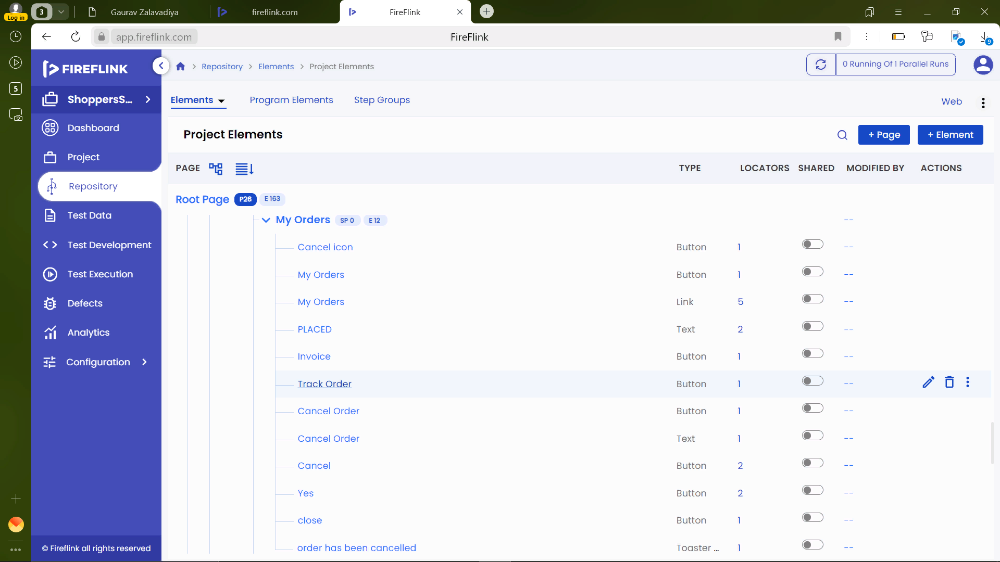 3
Gaurav Zalavadiya
fireflink.com
FireFlink
Log in
app.fireflink.com
FireFlink
9
5
FIREFLINK
Repository
Elements
Project Elements
0 Running Of 1 Parallel Runs
ShoppersS...
Elements
Program Elements
Step Groups
Web
Dashboard
Project Elements
+ Page
+ Element
Project
PAGE
TYPE
LOCATORS
SHARED
MODIFIED BY
ACTIONS
Repository
Root Page
P26
E 163
Test Data
My Orders
SP 0
E 12
--
Test Development
Cancel icon
Button
1
--
Test Execution
My Orders
Button
1
--
Defects
My Orders
Link
5
--
Analytics
PLACED
Text
2
--
Configuration
Invoice
Button
1
--
Track Order
Button
1
--
Cancel Order
Button
1
--
Cancel Order
Text
1
--
Cancel
Button
2
--
Yes
Button
2
--
close
Button
1
--
order has been cancelled
Toaster ...
1
--
© Fireflink all rights reserved